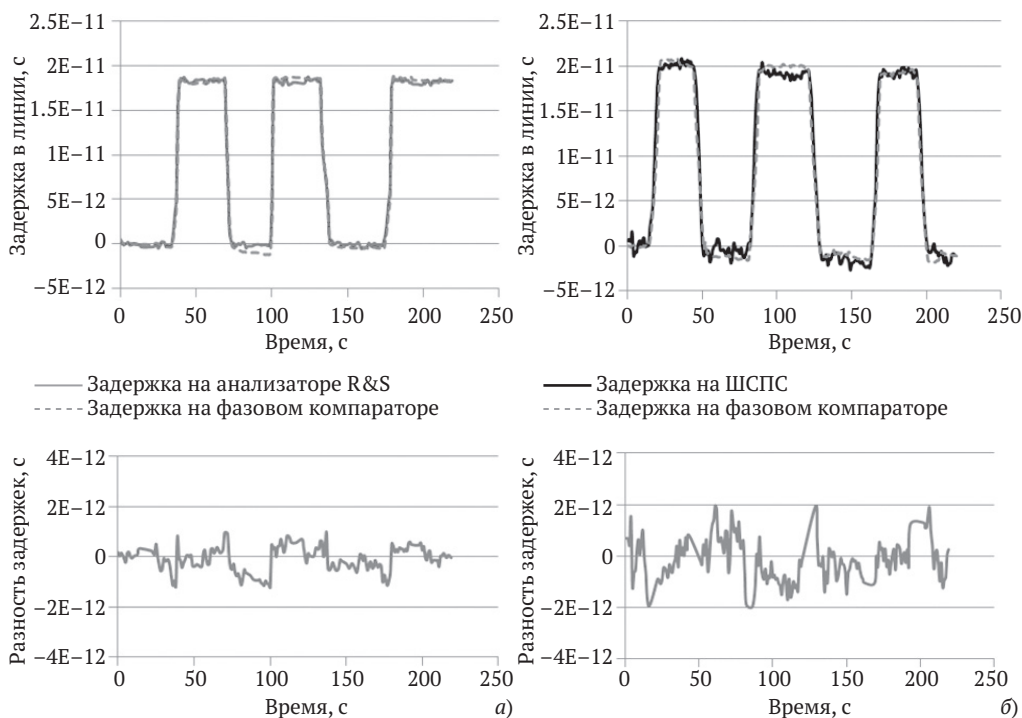 2.5E−11
2E−11
1.5E−11
1E−11
5E−12
0
−5E−12
Задержка в линии, с
0 50 100 150 200 250
Время, с
2.5E−11
2E−11
1.5E−11
1E−11
5E−12
0
−5E−12
Задержка в линии, с
0 50 100 150 200 250
Время, с
Задержка на анализаторе R&S
Задержка на фазовом компараторе
Задержка на ШСПС
Задержка на фазовом компараторе
4E−12
2E−12
0
−2E−12
−4E−12
Разность задержек, с
0 50 100 150 200 250
Время, с
а)
4E−12
2E−12
0
−2E−12
−4E−12
Разность задержек, с
0 50 100 150 200 250
Время, с
б)